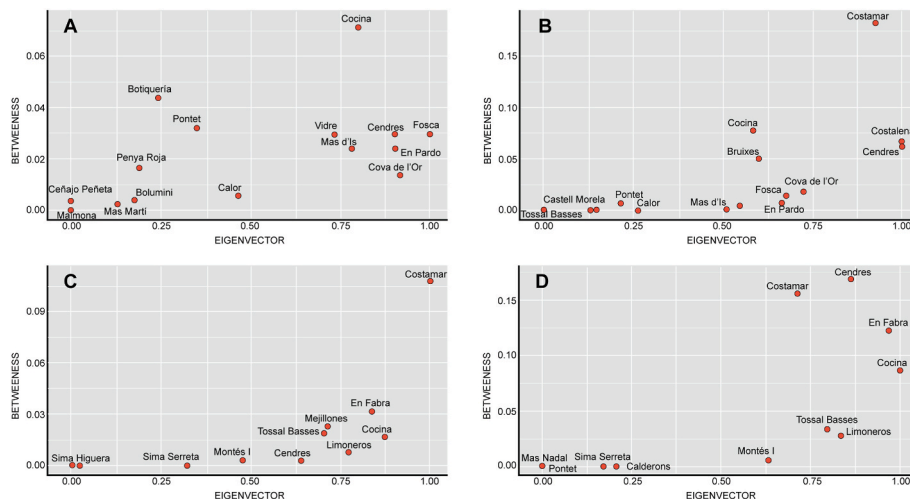 A
Cocina
0.06
Botiquería
0.04
Pontet
Vidre
Cendres
Fosca
Mas d'Is
En Pardo
Penya Roja
0.02
Cova de l'Or
Ceñajo Peñeta
Bolumini
Calor
Mas Martí
0.00
Maimona
0.00
0.25
0.50
0.75
1.00
EIGENVECTOR
BETWEENESS
B
Costamar
0.15
0.10
Cocina
Costalena
Bruixes
Cendres
0.05
Cova de l'Or
Fosca
Castell Morela
Pontet
Mas d'Is
En Pardo
Calor
0.00
Tossal Basses
0.00
0.25
0.50
0.75
1.00
EIGENVECTOR
BETWEENESS
C
Costamar
0.09
0.06
En Fabra
0.03
Mejillones
Tossal Basses
Cocina
Limoneros
Montés I
Sima Higuera
Sima Serreta
Cendres
0.00
0.00
0.25
0.50
0.75
1.00
EIGENVECTOR
BETWEENESS
D
Cendres
Costamar
0.15
En Fabra
0.10
Cocina
0.05
Tossal Basses
Limoneros
Montés I
Mas Nadal
Sima Serreta
0.00
Pontet
Calderons
0.00
0.25
0.50
0.75
1.00
EIGENVECTOR
BETWEENESS